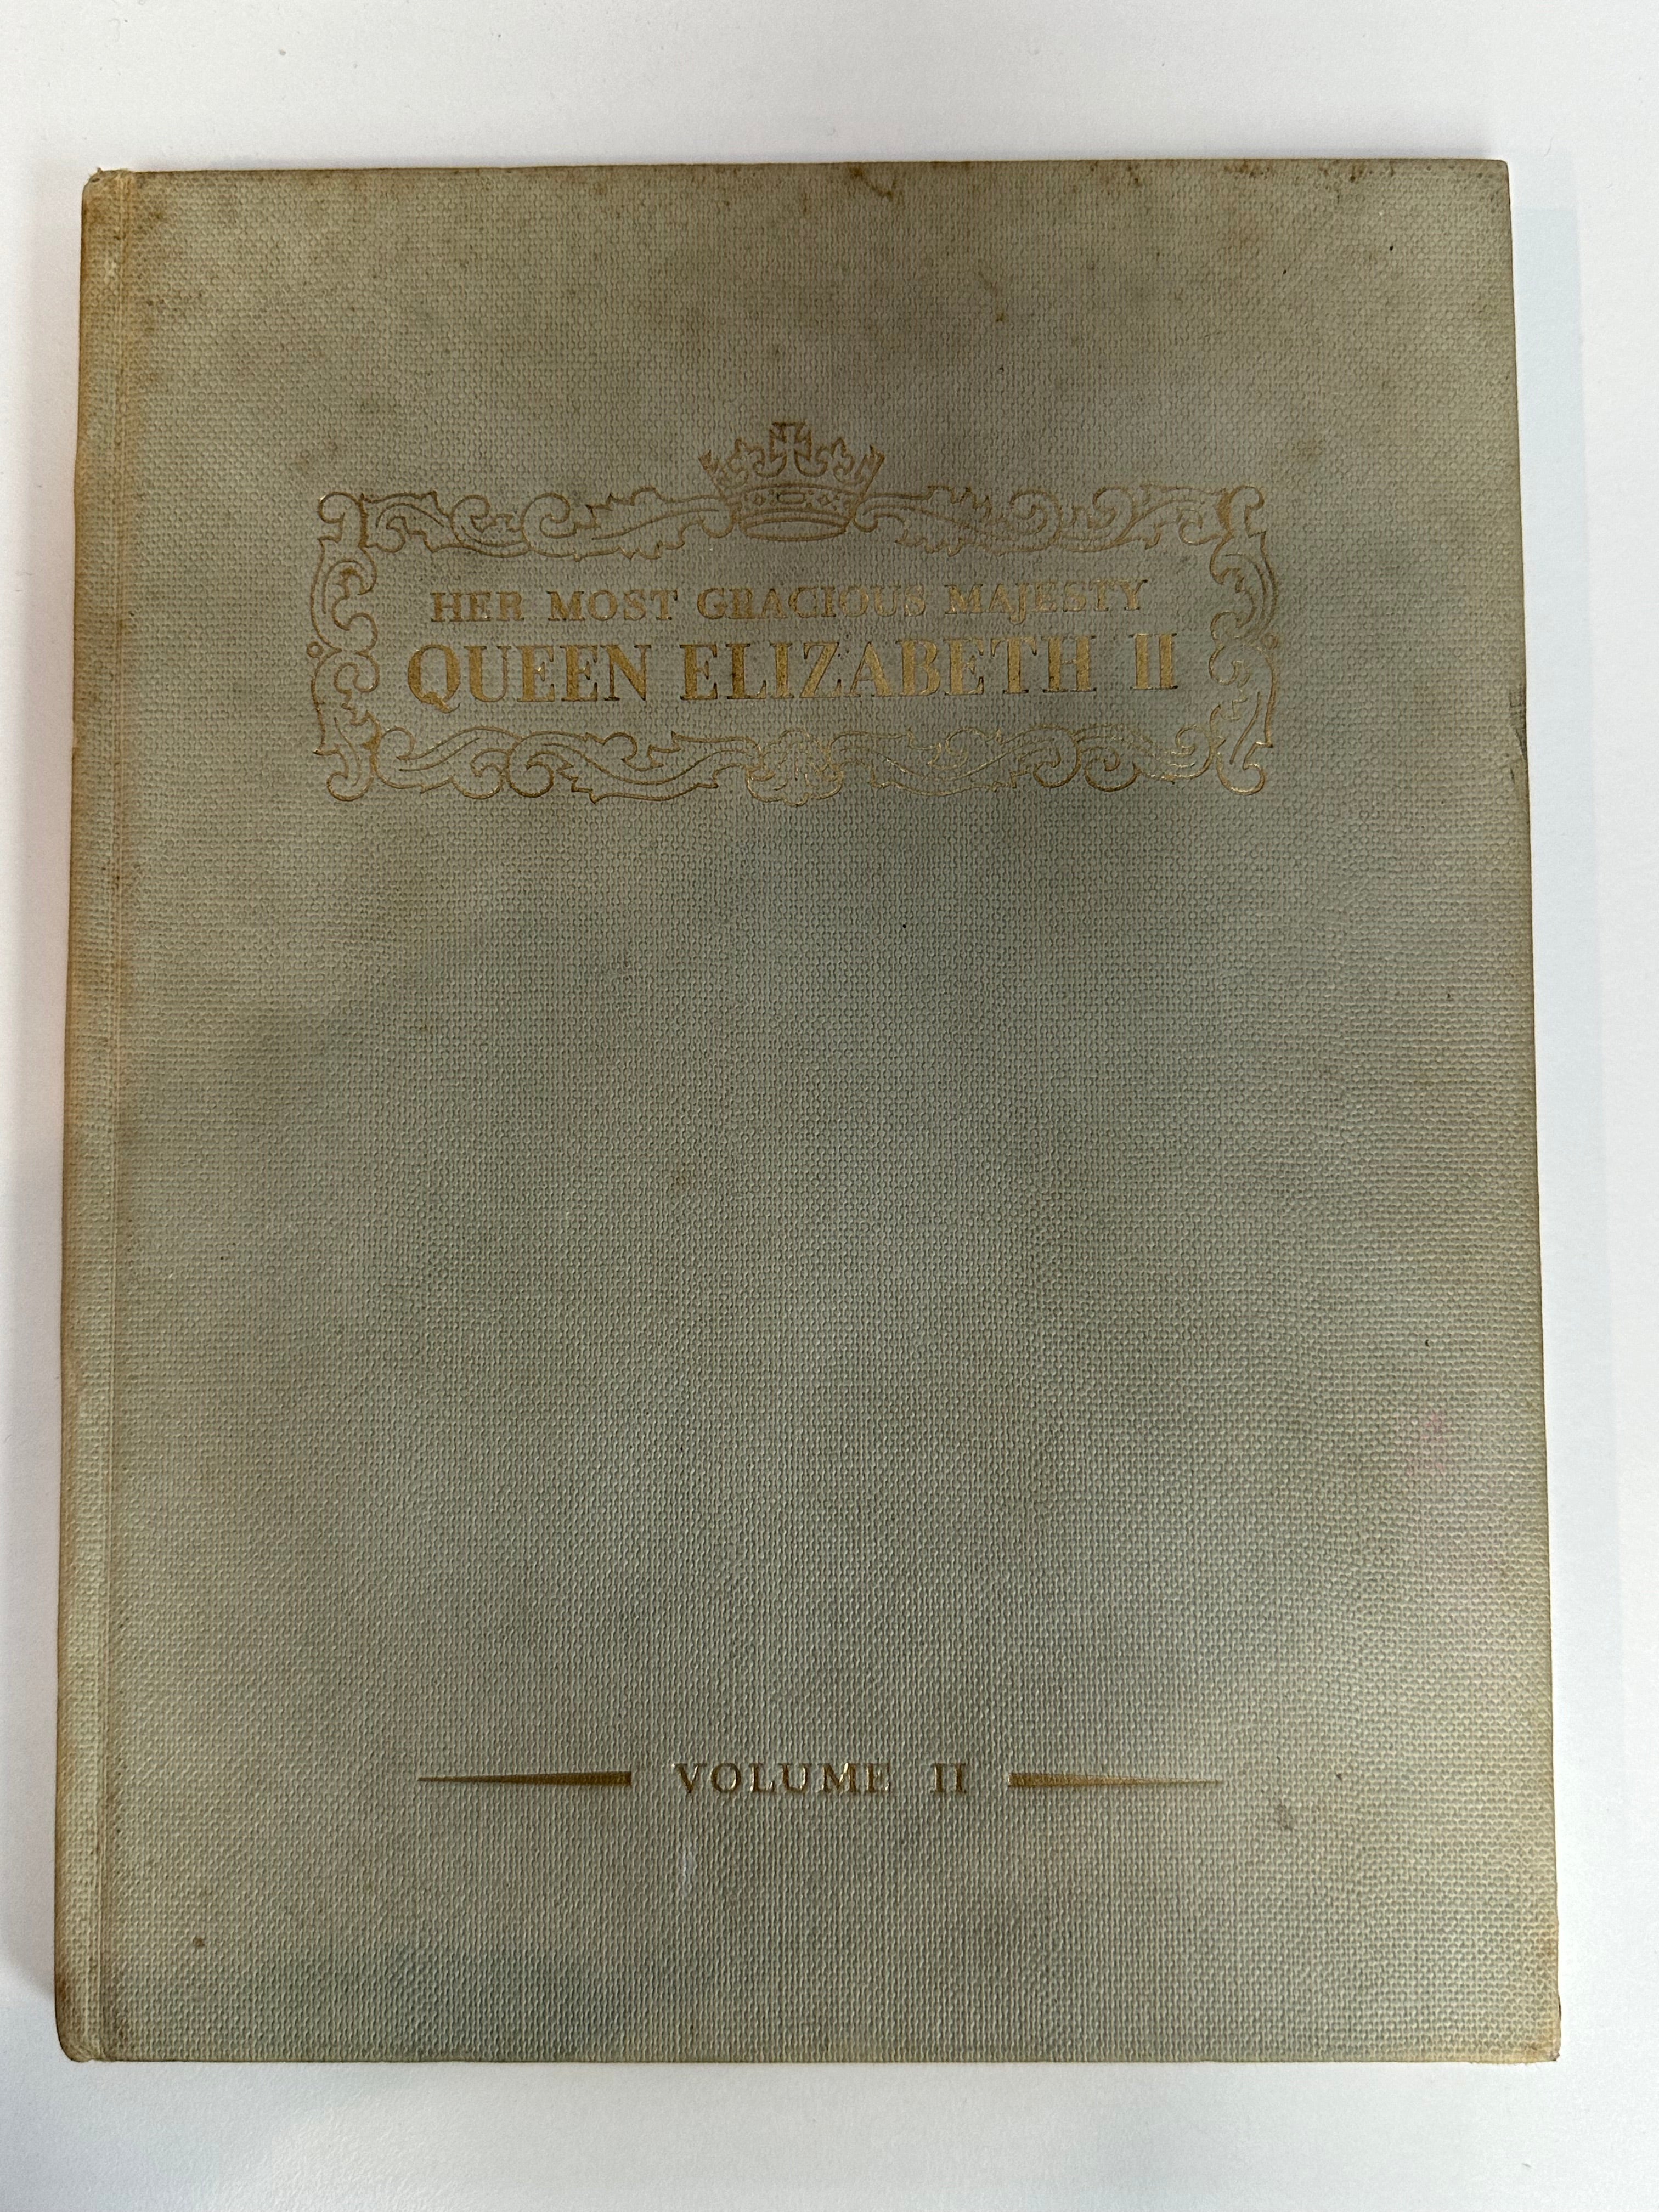 HER MOST GRACIOUS MAJESTY
QUEEN ELIZABETH II
VOLUME II